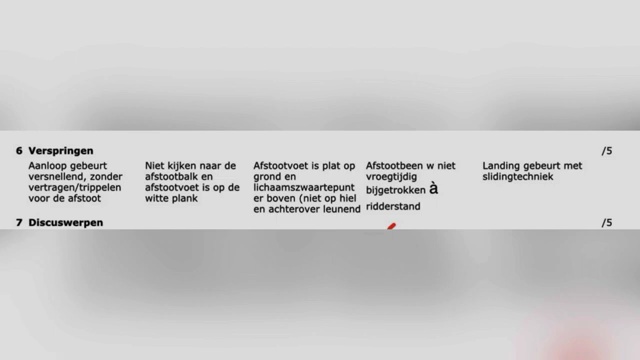 6 Verspringen /5
Aanloop gebeurt versnellend, zonder vertragen/trippelen voor de afstoot
Niet kijken naar de afstootbalk en afstootvoet is op de witte plank
Afstootvoet is plat op grond en lichaamszwaartepunt er boven (niet op hiel en achterover leunend
Afstootbeen w niet vroegtijdig bijgetrokken à ridderstand
Landing gebeurt met slidingtechniek
7 Discuswerpen /5